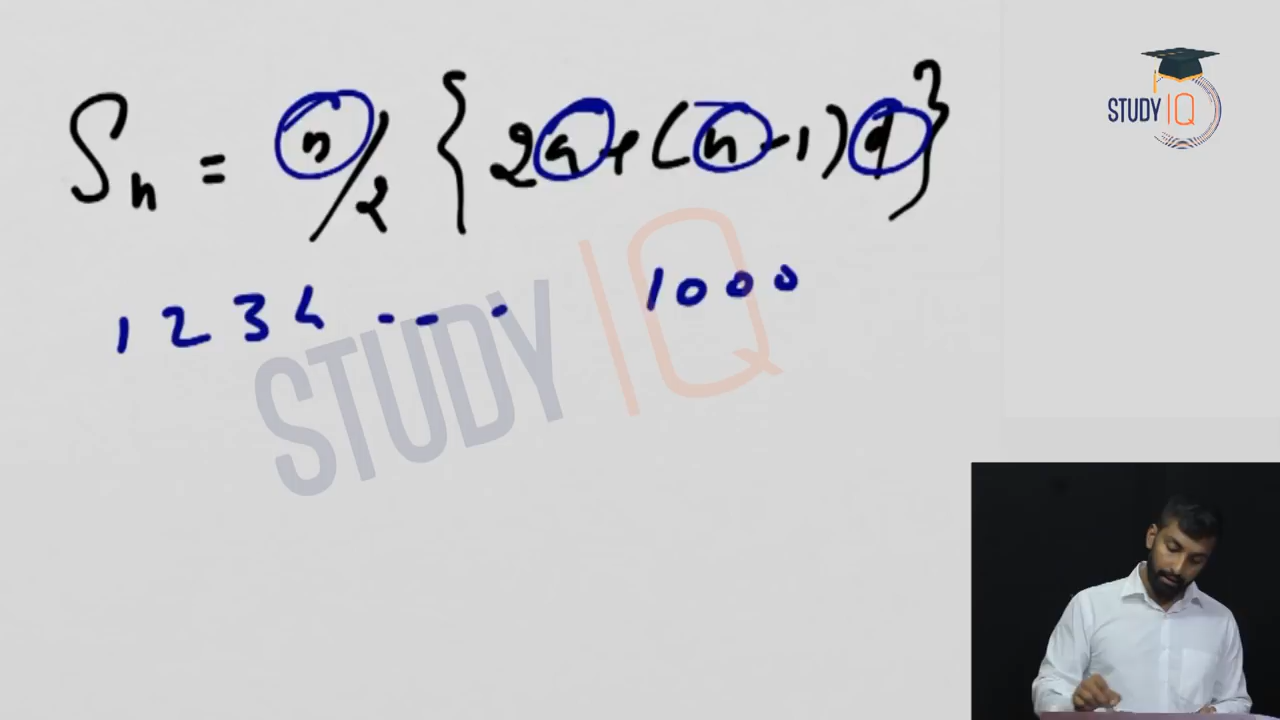 STUDY IQ
Sn = n/2 { 2a + (n-1)d }
1 2 3 4 - - . 1000
STUDY IQ